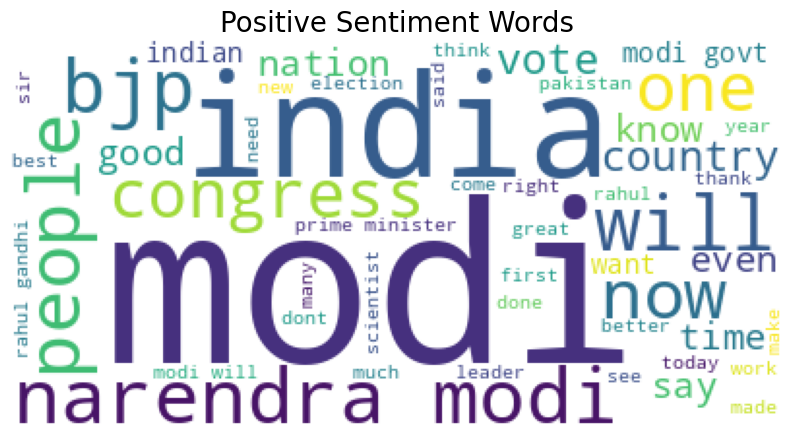 Positive Sentiment Words
indian
think
vote
modi govt
sir
bjp
nation
new
election
said
pakistan
one
india
people
best
good
need
know
year
country
congress
come
right
thank
rahul
will
prime minister
great
rahul gandhi
modi
many
scientist
first
want
even
dont
done
now
better
time
make
modi will
much
leader
see
today
work
narendra modi
say
made